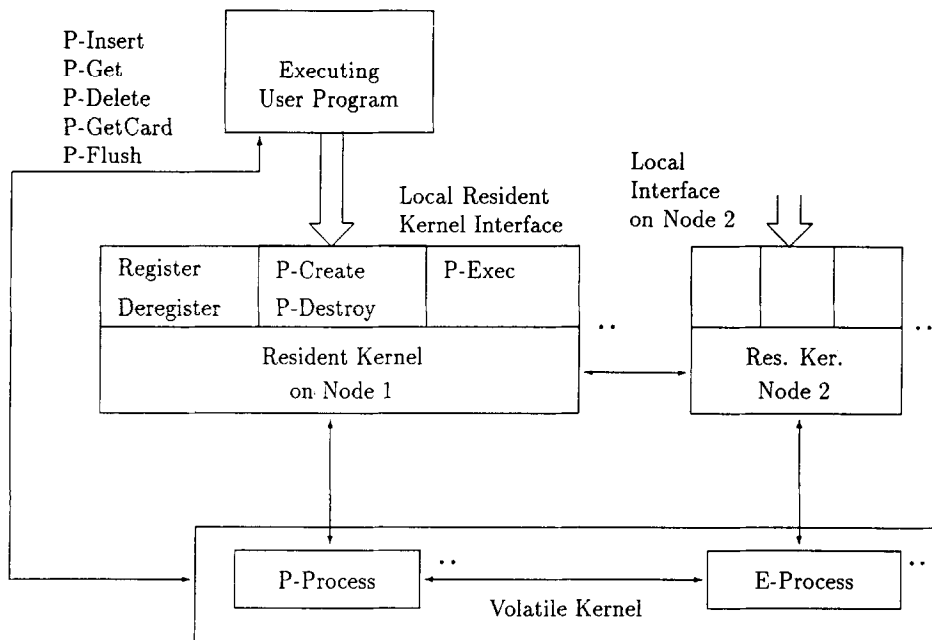 P-Insert
P-Get
P-Delete
P-GetCard
P-Flush
Executing
User Program
Local Resident
Kernel Interface
Local
Interface
on Node 2
Register
Deregister
P-Create
P-Destroy
P-Exec
..
..
Resident Kernel
on Node 1
Res. Ker.
Node 2
P-Process
..
E-Process
..
Volatile Kernel